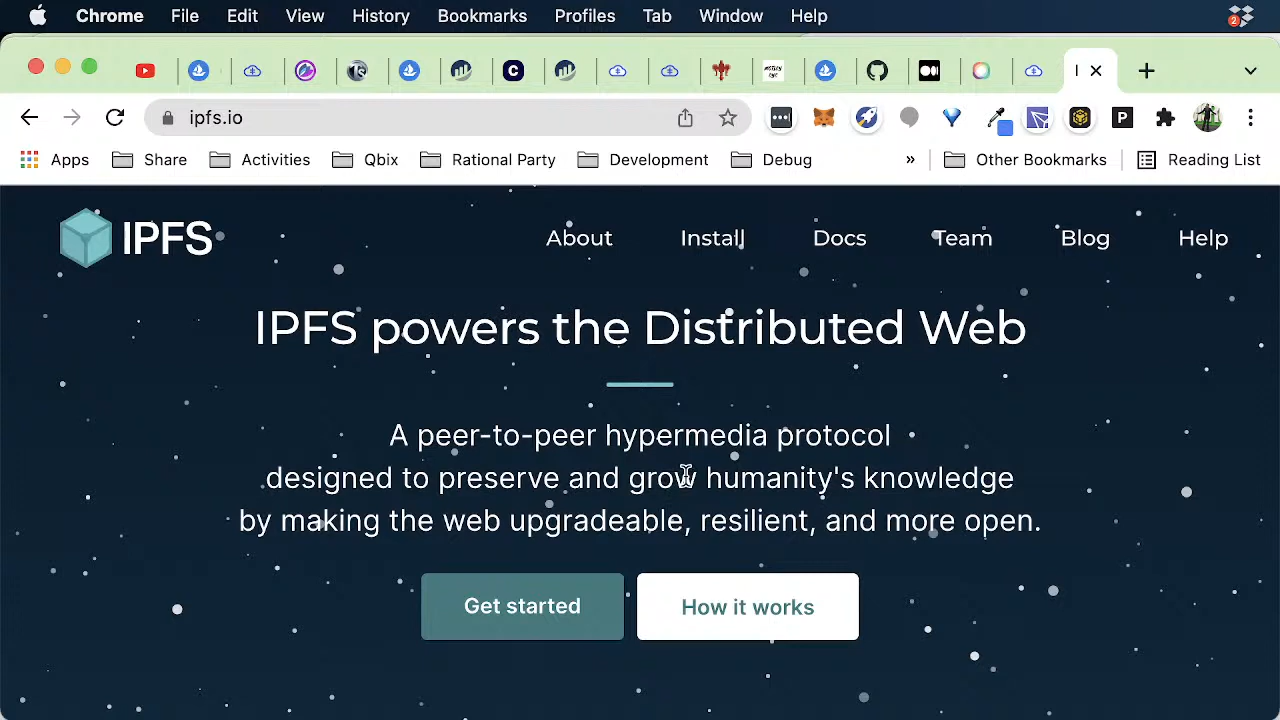 Chrome File Edit View History Bookmarks Profiles Tab Window Help 2
ipfs.io P
Apps Share Activities Qbix Rational Party Development Debug » Other Bookmarks Reading List
IPFS About Install Docs Team Blog Help
IPFS powers the Distributed Web
A peer-to-peer hypermedia protocol
designed to preserve and grow humanity's knowledge
by making the web upgradeable, resilient, and more open.
Get started How it works